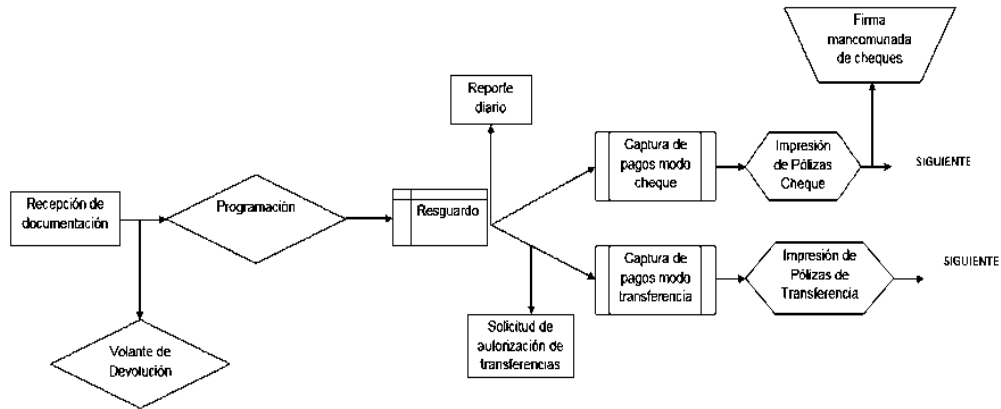 Firma
mancomunada
de cheques
Reporte
diario
Captura de
pagos modo
cheque
Impresión
de Pólizas
Cheque
SIGUIENTE
Recepción de
documentación
Programación
Resguardo
Captura de
pagos modo
transferencia
Impresión de
Pólizas de
Transferencia
SIGUIENTE
Solicitud de
autorización de
transferencias
Volante de
Devolución